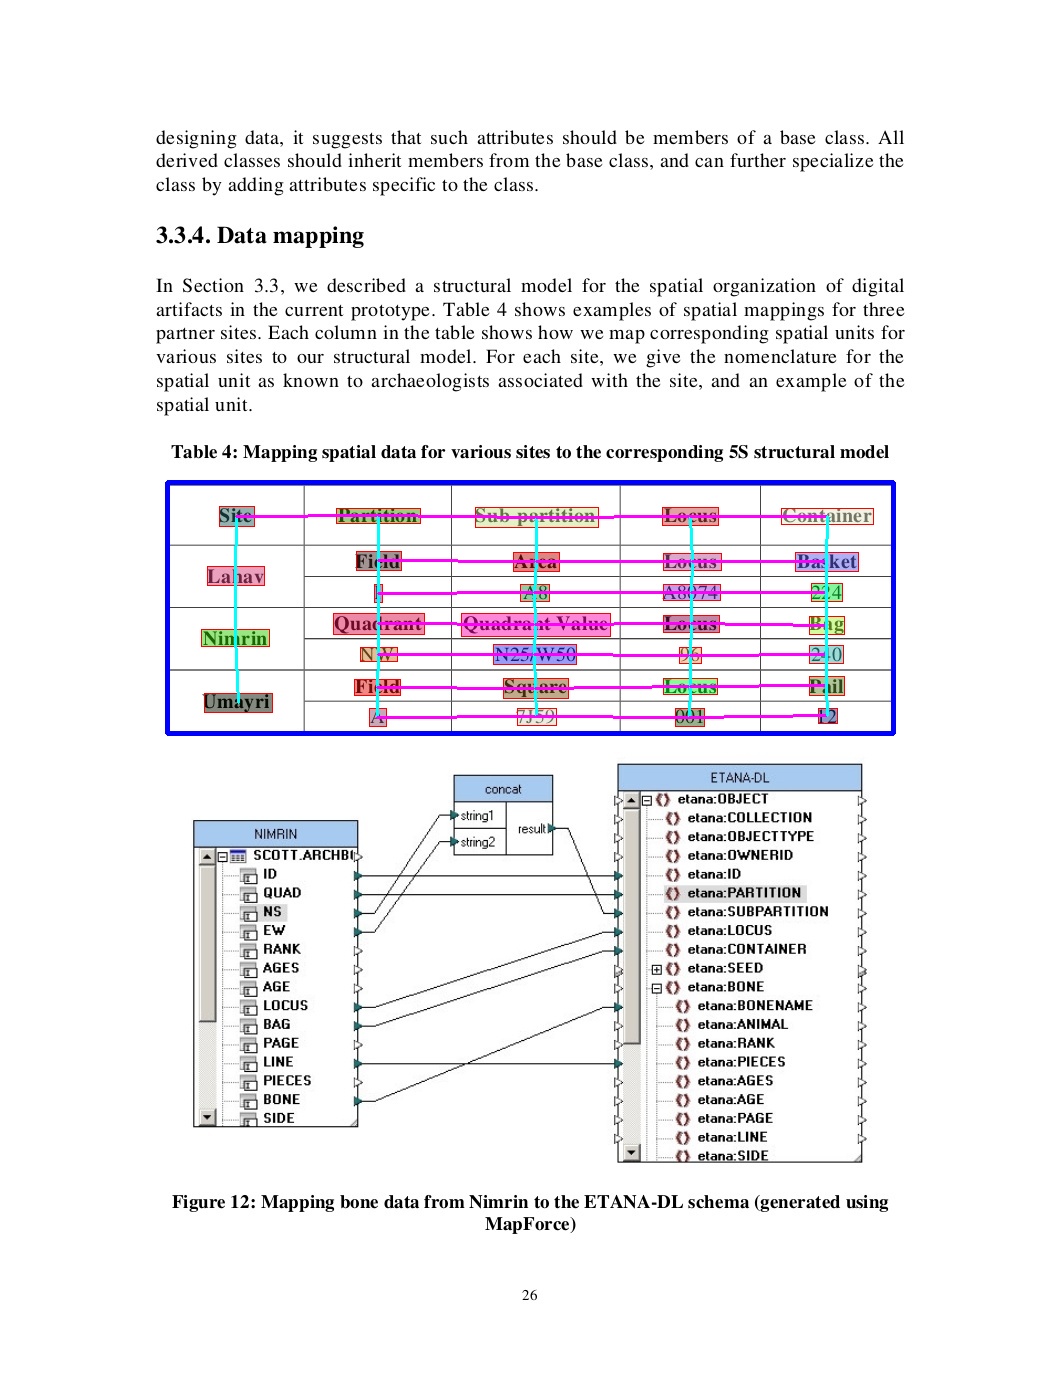 designing data, it suggests that such attributes should be members of a base class. All
derived classes should inherit members from the base class, and can further specialize the
class by adding attributes specific to the class.
3.3.4. Data mapping
In Section 3.3, we described a structural model for the spatial organization of digital
artifacts in the current prototype. Table 4 shows examples of spatial mappings for three
partner sites. Each column in the table shows how we map corresponding spatial units for
various sites to our structural model. For each site, we give the nomenclature for the
spatial unit as known to archaeologists associated with the site, and an example of the
spatial unit.
Table 4: Mapping spatial data for various sites to the corresponding 5S structural model
Site Partition Sub-partition Locus Container
Lahav Field Area Locus Basket
A8 A8074 224
Nimrin Quadrant Quadrant Value Locus Bag
NW N25/W50 96 240
Umayri Field Square Locus Pail
A 7J59 001 12
NIMRIN
SCOTT.ARCHB
ID
QUAD
NS
EW
RANK
AGES
AGE
LOCUS
BAG
PAGE
LINE
PIECES
BONE
SIDE
concat
string1
string2
result
ETANA-DL
etana:OBJECT
etana:COLLECTION
etana:OBJECTTYPE
etana:OWNERID
etana:ID
etana:PARTITION
etana:SUBPARTITION
etana:LOCUS
etana:CONTAINER
etana:SEED
etana:BONE
etana:BONENAME
etana:ANIMAL
etana:RANK
etana:PIECES
etana:AGES
etana:AGE
etana:PAGE
etana:LINE
etana:SIDE
Figure 12: Mapping bone data from Nimrin to the ETANA-DL schema (generated using
MapForce)
26